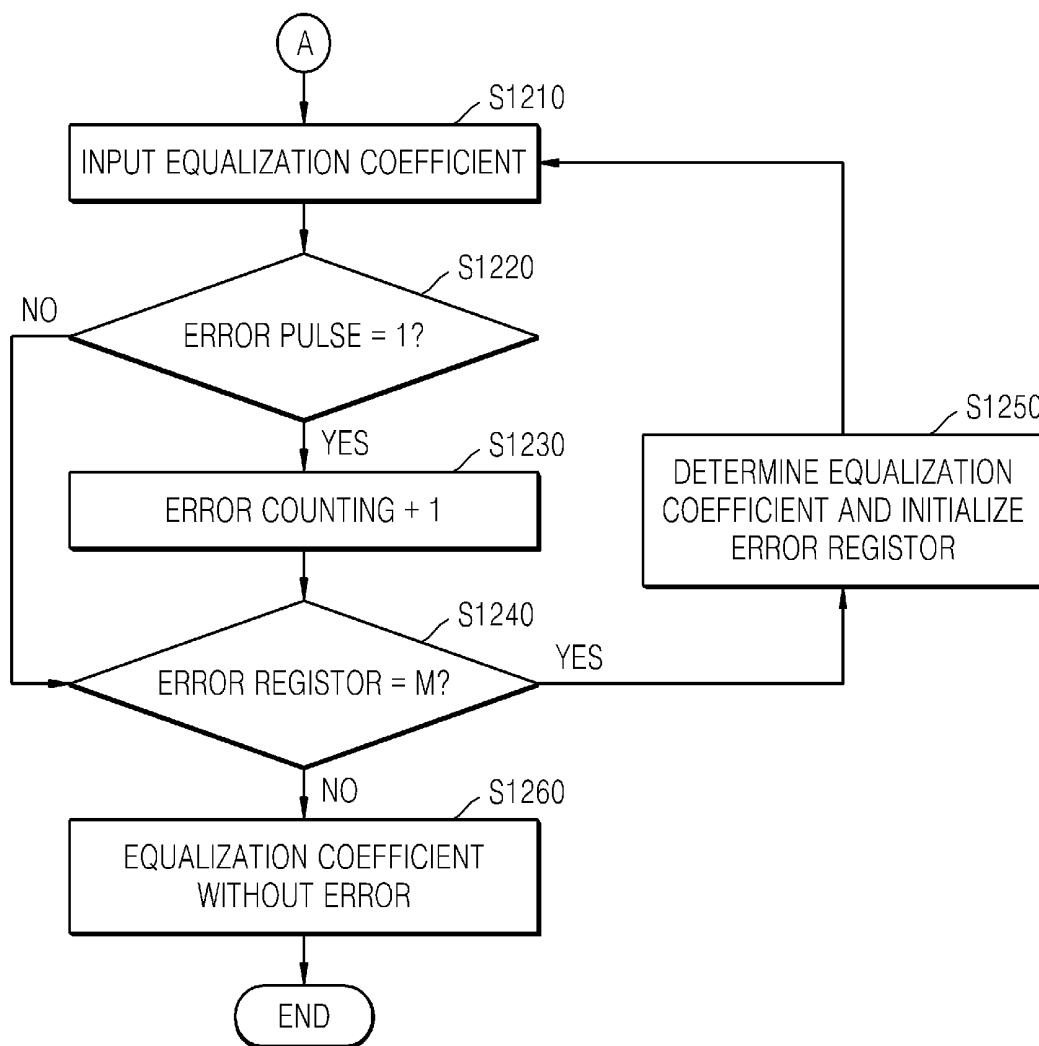 A
S1210
INPUT EQUALIZATION COEFFICIENT
S1220
NO
ERROR PULSE = 1?
YES
S1230
ERROR COUNTING + 1
S1250
DETERMINE EQUALIZATION
COEFFICIENT AND INITIALIZE
ERROR REGISTOR
S1240
YES
ERROR REGISTOR = M?
NO
S1260
EQUALIZATION COEFFICIENT
WITHOUT ERROR
END